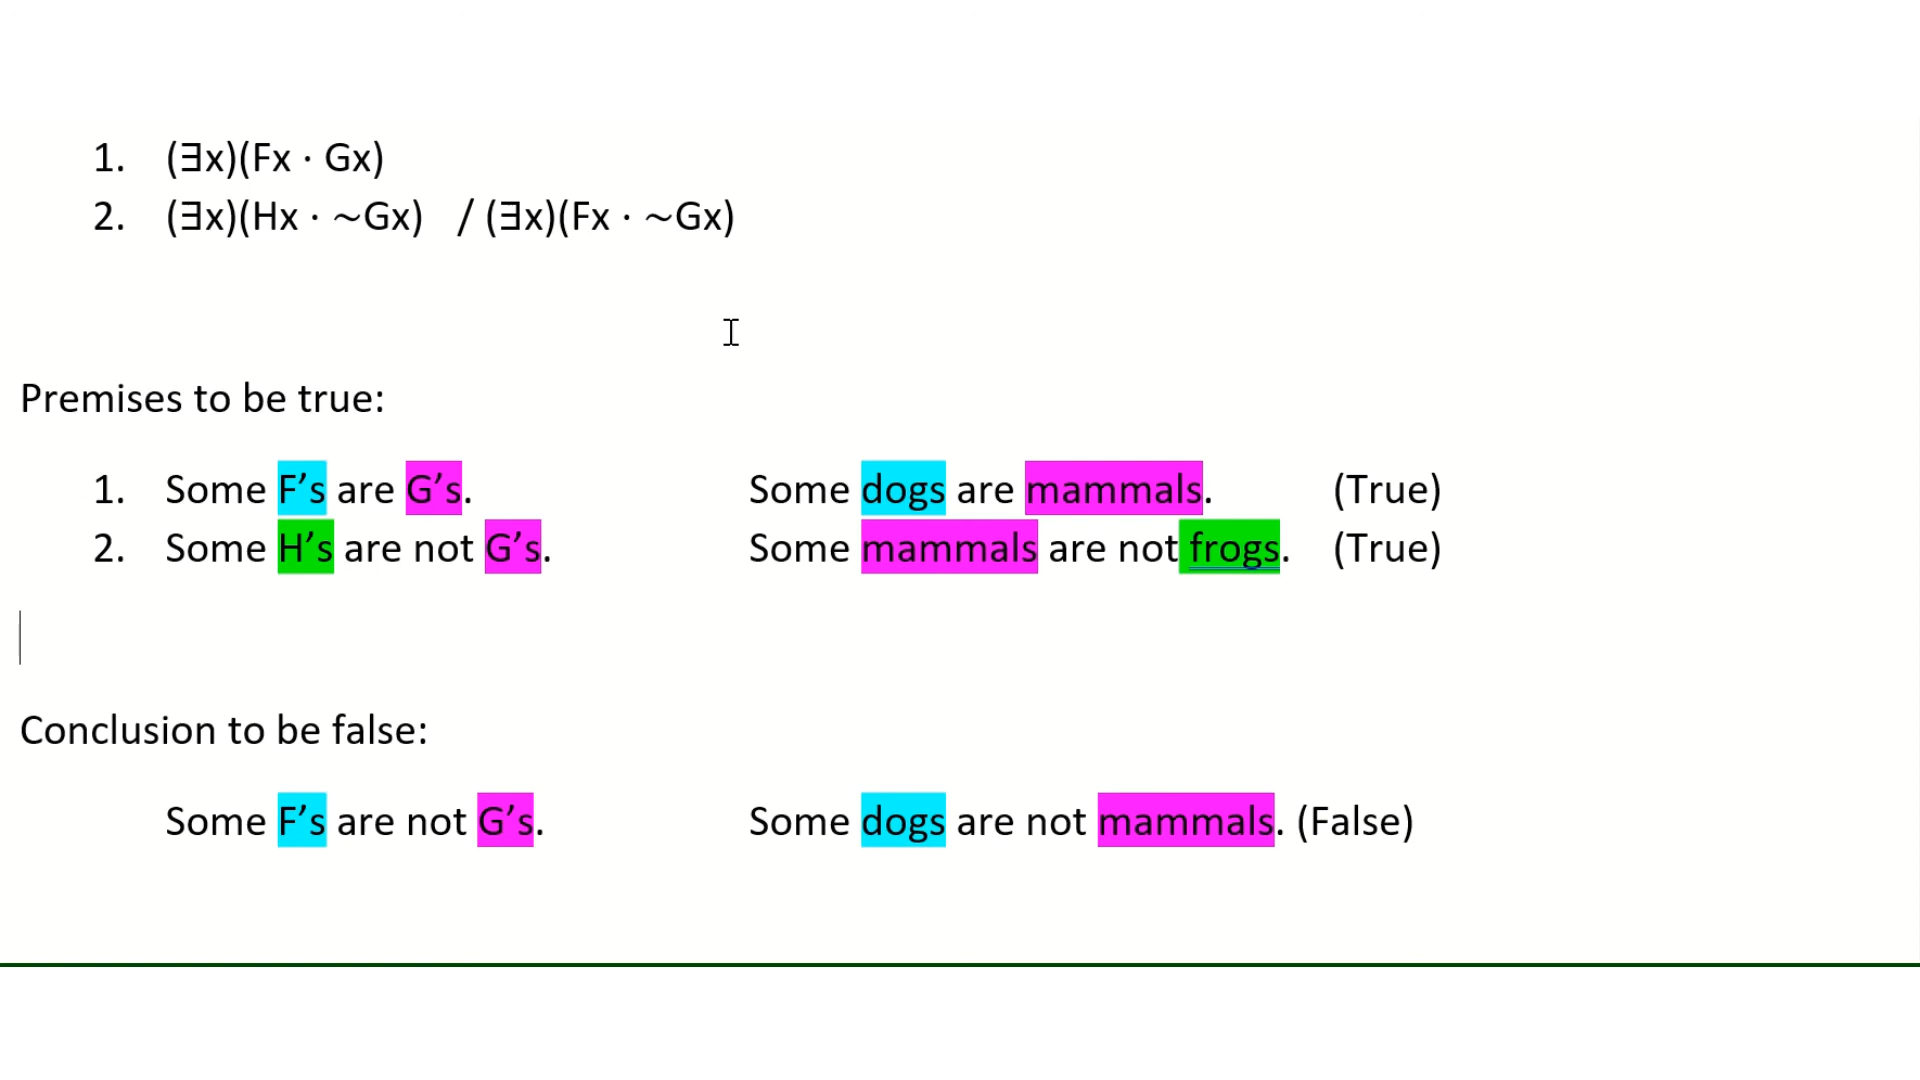 1. (∃x)(Fx · Gx)
2. (∃x)(Hx · ~Gx) / (∃x)(Fx · ~Gx)
Premises to be true:
1. Some F’s are G’s. Some dogs are mammals. (True)
2. Some H’s are not G’s. Some mammals are not frogs. (True)
Conclusion to be false:
Some F’s are not G’s. Some dogs are not mammals. (False)